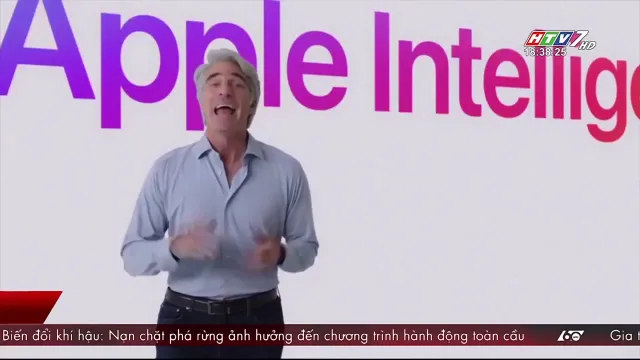 Apple Intellige
HTV7 HD
18:38:25
Biến đổi khí hậu: Nạn chặt phá rừng ảnh hưởng đến chương trình hành động toàn cầu
Gia t